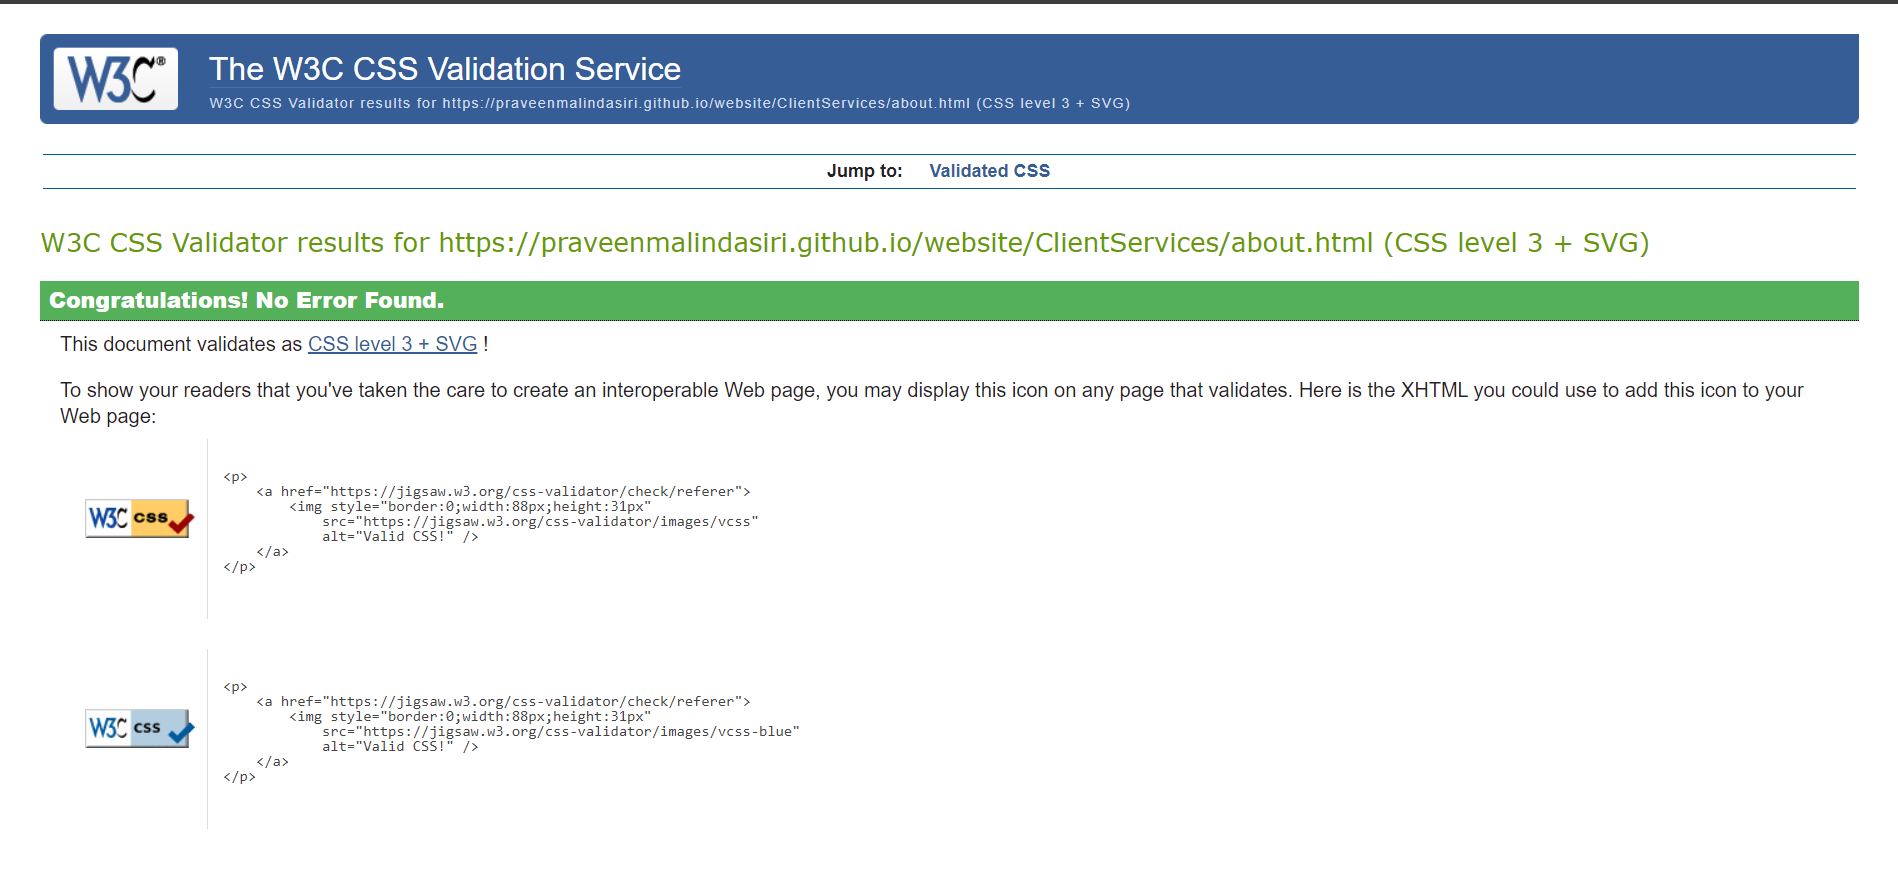 W3C®
The W3C CSS Validation Service
W3C CSS Validator results for https://praveenmalindasiri.github.io/website/ClientServices/about.html (CSS level 3 + SVG)
Jump to: Validated CSS
W3C CSS Validator results for https://praveenmalindasiri.github.io/website/ClientServices/about.html (CSS level 3 + SVG)
Congratulations! No Error Found.
This document validates as CSS level 3 + SVG !
To show your readers that you've taken the care to create an interoperable Web page, you may display this icon on any page that validates. Here is the XHTML you could use to add this icon to your
Web page:
W3C css
<p>
    <a href="https://jigsaw.w3.org/css-validator/check/referer">
        <img style="border:0;width:88px;height:31px"
            src="https://jigsaw.w3.org/css-validator/images/vcss"
            alt="Valid CSS!" />
    </a>
</p>
W3C css
<p>
    <a href="https://jigsaw.w3.org/css-validator/check/referer">
        <img style="border:0;width:88px;height:31px"
            src="https://jigsaw.w3.org/css-validator/images/vcss-blue"
            alt="Valid CSS!" />
    </a>
</p>